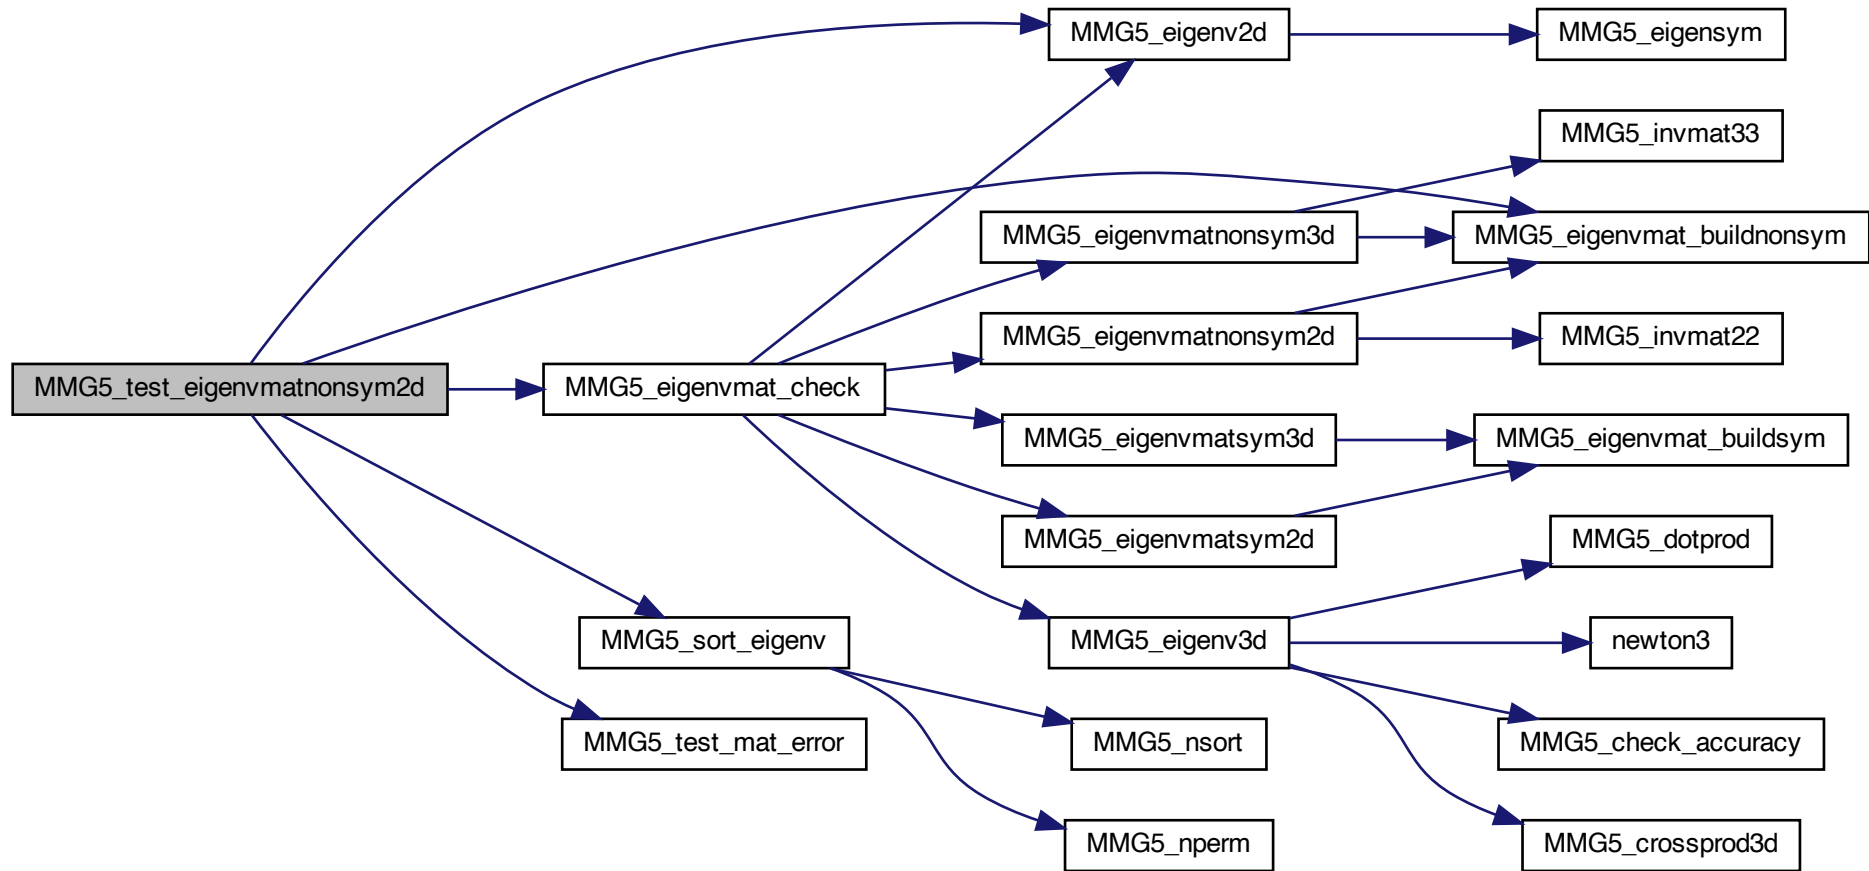 MMG5_eigenv2d
MMG5_eigensym
MMG5_invmat33
MMG5_eigenvmatnonsym3d
MMG5_eigenvmat_buildnonsym
MMG5_eigenvmatnonsym2d
MMG5_invmat22
MMG5_test_eigenvmatnonsym2d
MMG5_eigenvmat_check
MMG5_eigenvmatsym3d
MMG5_eigenvmat_buildsym
MMG5_eigenvmatsym2d
MMG5_dotprod
MMG5_sort_eigenv
MMG5_eigenv3d
newton3
MMG5_test_mat_error
MMG5_nsort
MMG5_check_accuracy
MMG5_nperm
MMG5_crossprod3d